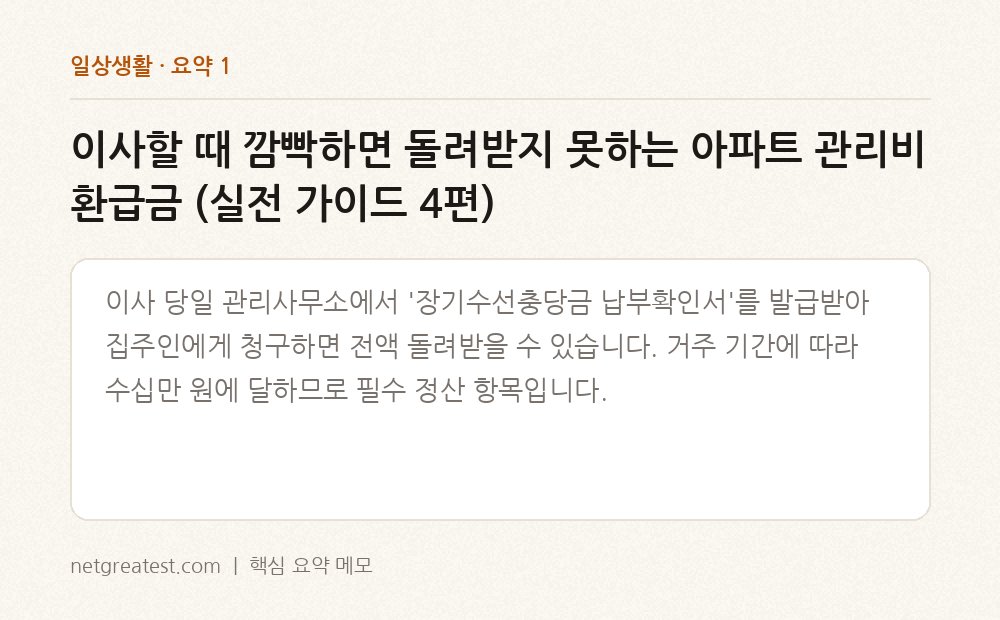 일상생활 · 요약 1
이사할 때 깜빡하면 돌려받지 못하는 아파트 관리비
환급금 (실전 가이드 4편)
이사 당일 관리사무소에서 '장기수선충당금 납부확인서'를 발급받아
집주인에게 청구하면 전액 돌려받을 수 있습니다. 거주 기간에 따라
수십만 원에 달하므로 필수 정산 항목입니다.
netgreatest.com | 핵심 요약 메모